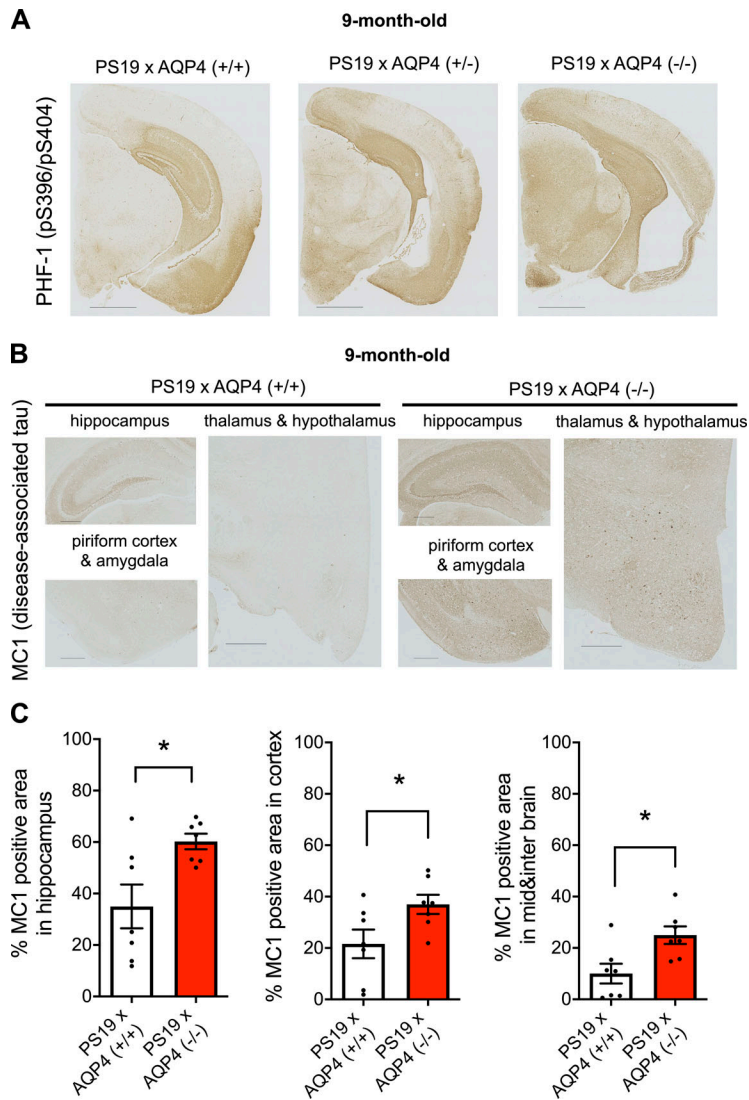 A
9-month-old
PS19 x AQP4 (+/+)
PS19 x AQP4 (+/-)
PS19 x AQP4 (-/-)
PHF-1 (pS396/pS404)
B
9-month-old
PS19 x AQP4 (+/+)
PS19 x AQP4 (-/-)
MC1 (disease-associated tau)
hippocampus
thalamus & hypothalamus
hippocampus
thalamus & hypothalamus
piriform cortex
& amygdala
piriform cortex
& amygdala
C
% MC1 positive area
in hippocampus
100
80
60
40
20
0
*
PS19 x
AQP4 (+/+)
PS19 x
AQP4 (-/-)
% MC1 positive area in cortex
100
80
60
40
20
0
*
PS19 x
AQP4 (+/+)
PS19 x
AQP4 (-/-)
% MC1 positive area
in mid&inter brain
100
80
60
40
20
0
*
PS19 x
AQP4 (+/+)
PS19 x
AQP4 (-/-)